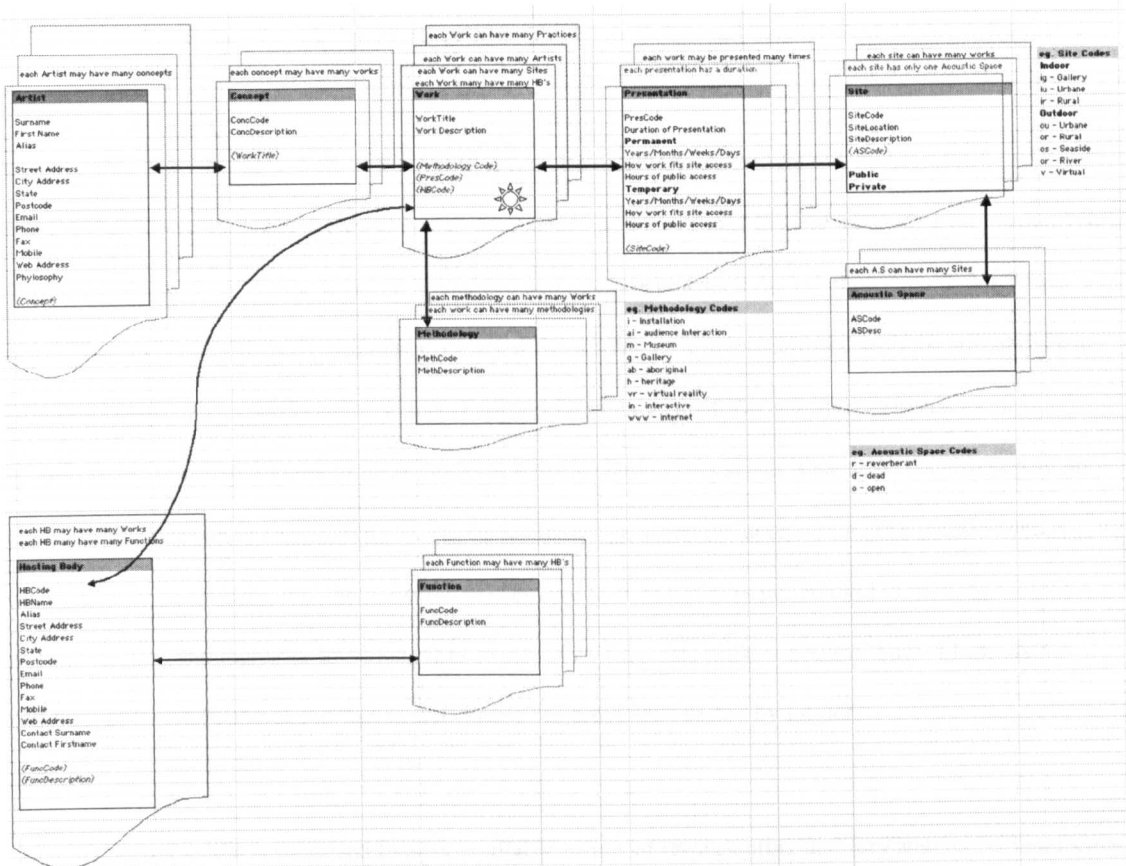 each Artist may have many concepts
Artist
Surname
First Name
Alias
Street Address
City Address
State
Postcode
Email
Phone
Fax
Mobile
Web Address
Phylosophy
(Concept)
each concept may have many works
Concept
ConcCode
ConcDescription
(WorkTitle)
each Work can have many Practices
each Work can have many Artists
each Work can have many Sites
each Work many have many HB's
Work
WorkTitle
Work Description
(Methodology Code)
(PresCode)
(HBCode)
each work may be presented many times
each presentation has a duration
Presentation
PresCode
Duration of Presentation
Permanent
Years/Months/Weeks/Days
How work fits site access
Hours of public access
Temporary
Years/Months/Weeks/Days
How work fits site access
Hours of public access
(SiteCode)
each site can have many works
each site has only one Acoustic Space
Site
SiteCode
SiteLocation
SiteDescription
(ASCode)
Public
Private
eg. Site Codes
Indoor
ig - Gallery
iu - Urbane
ir - Rural
Outdoor
ou - Urbane
or - Rural
os - Seaside
or - River
v - Virtual
each A.S can have many Sites
Acoustic Space
ASCode
ASDesc
each methodology can have many Works
each work can have many methodologies
Methodology
MethCode
MethDescription
eg. Methodology Codes
i - Installation
ai - audience Interaction
m - Museum
g - Gallery
ab - aboriginal
h - heritage
vr - virtual reality
in - interactive
www - internet
eg. Acoustic Space Codes
r - reverberant
d - dead
o - open
each HB may have many Works
each HB many have many Functions
Hosting Body
HBCode
HBName
Alias
Street Address
City Address
State
Postcode
Email
Phone
Fax
Mobile
Web Address
Contact Surname
Contact Firstname
(FuncCode)
(FuncDescription)
each Function may have many HB's
Function
FuncCode
FuncDescription